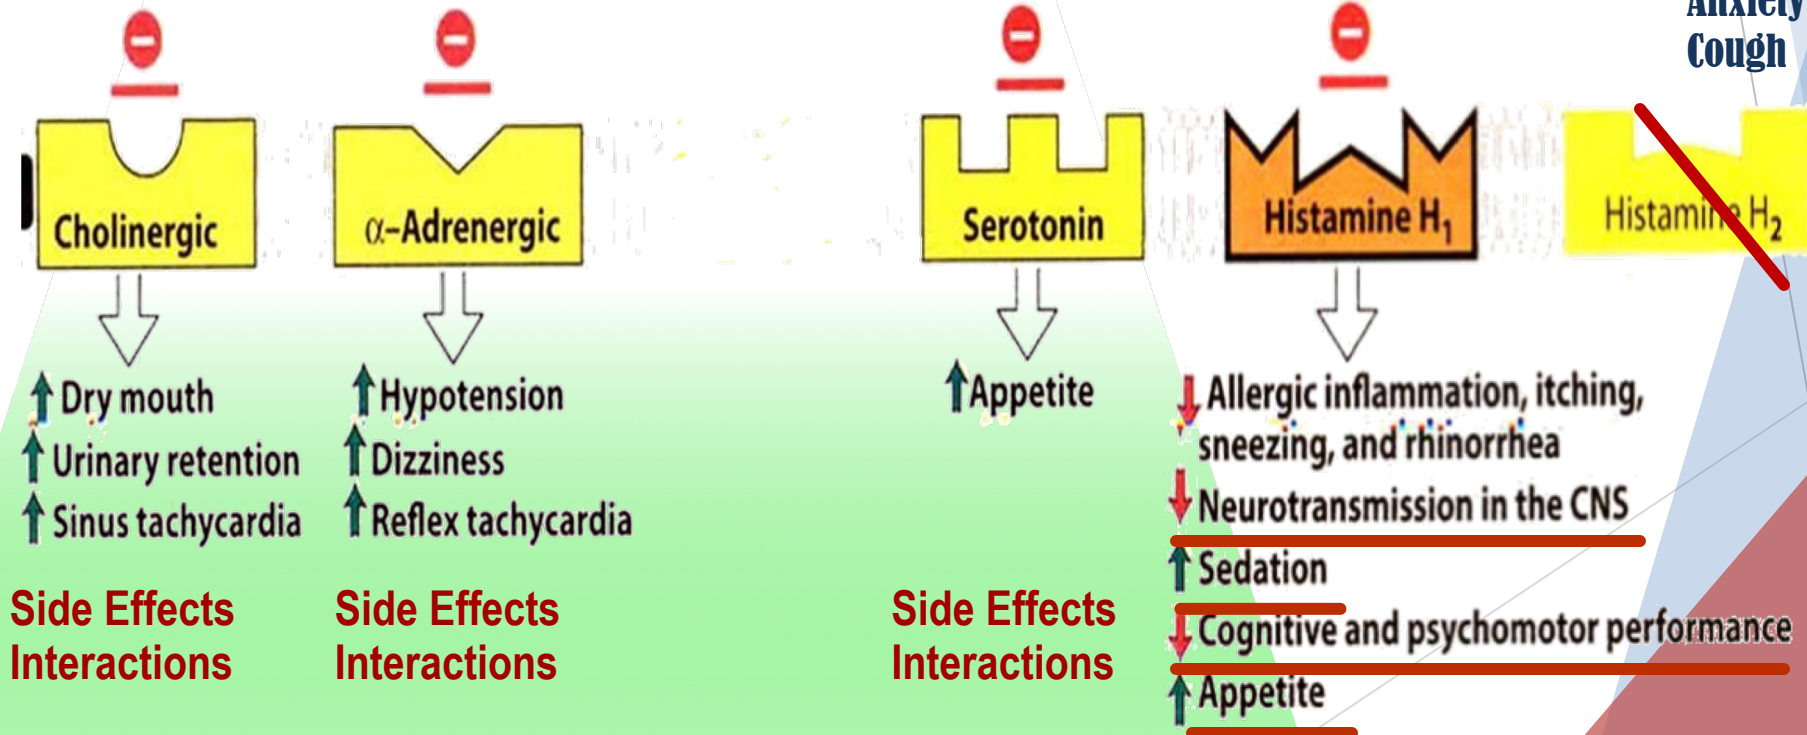 Anxiety
Cough
Cholinergic
α-Adrenergic
Serotonin
Histamine H₁
Histamine H₂
Dry mouth
Urinary retention
Sinus tachycardia
Side Effects
Interactions
Hypotension
Dizziness
Reflex tachycardia
Side Effects
Interactions
Appetite
Side Effects
Interactions
Allergic inflammation, itching,
sneezing, and rhinorrhea
Neurotransmission in the CNS
Sedation
Cognitive and psychomotor performance
Appetite